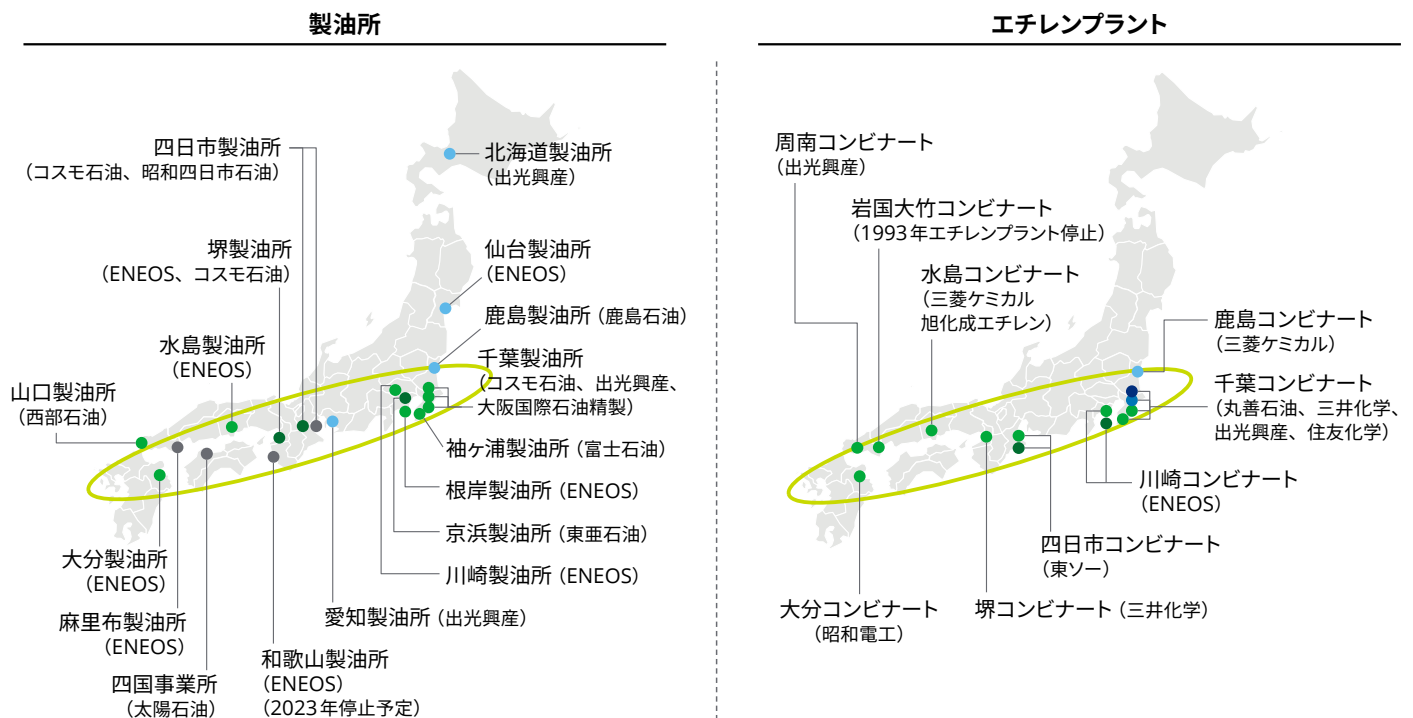 製油所
四日市製油所
（コスモ石油、昭和四日市石油）
北海道製油所
（出光興産）
堺製油所
（ENEOS、コスモ石油）
仙台製油所
（ENEOS）
鹿島製油所（鹿島石油）
水島製油所
（ENEOS）
千葉製油所
（コスモ石油、出光興産、
大阪国際石油精製）
山口製油所
（西部石油）
袖ヶ浦製油所（富士石油）
根岸製油所（ENEOS）
京浜製油所（東亜石油）
川崎製油所（ENEOS）
大分製油所
（ENEOS）
愛知製油所（出光興産）
麻里布製油所
（ENEOS）
和歌山製油所
（ENEOS）
（2023年停止予定）
四国事業所
（太陽石油）
エチレンプラント
周南コンビナート
（出光興産）
岩国大竹コンビナート
（1993年エチレンプラント停止）
水島コンビナート
（三菱ケミカル
旭化成エチレン）
鹿島コンビナート
（三菱ケミカル）
千葉コンビナート
（丸善石油、三井化学、
出光興産、住友化学）
川崎コンビナート
（ENEOS）
四日市コンビナート
（東ソー）
大分コンビナート
（昭和電工）
堺コンビナート（三井化学）